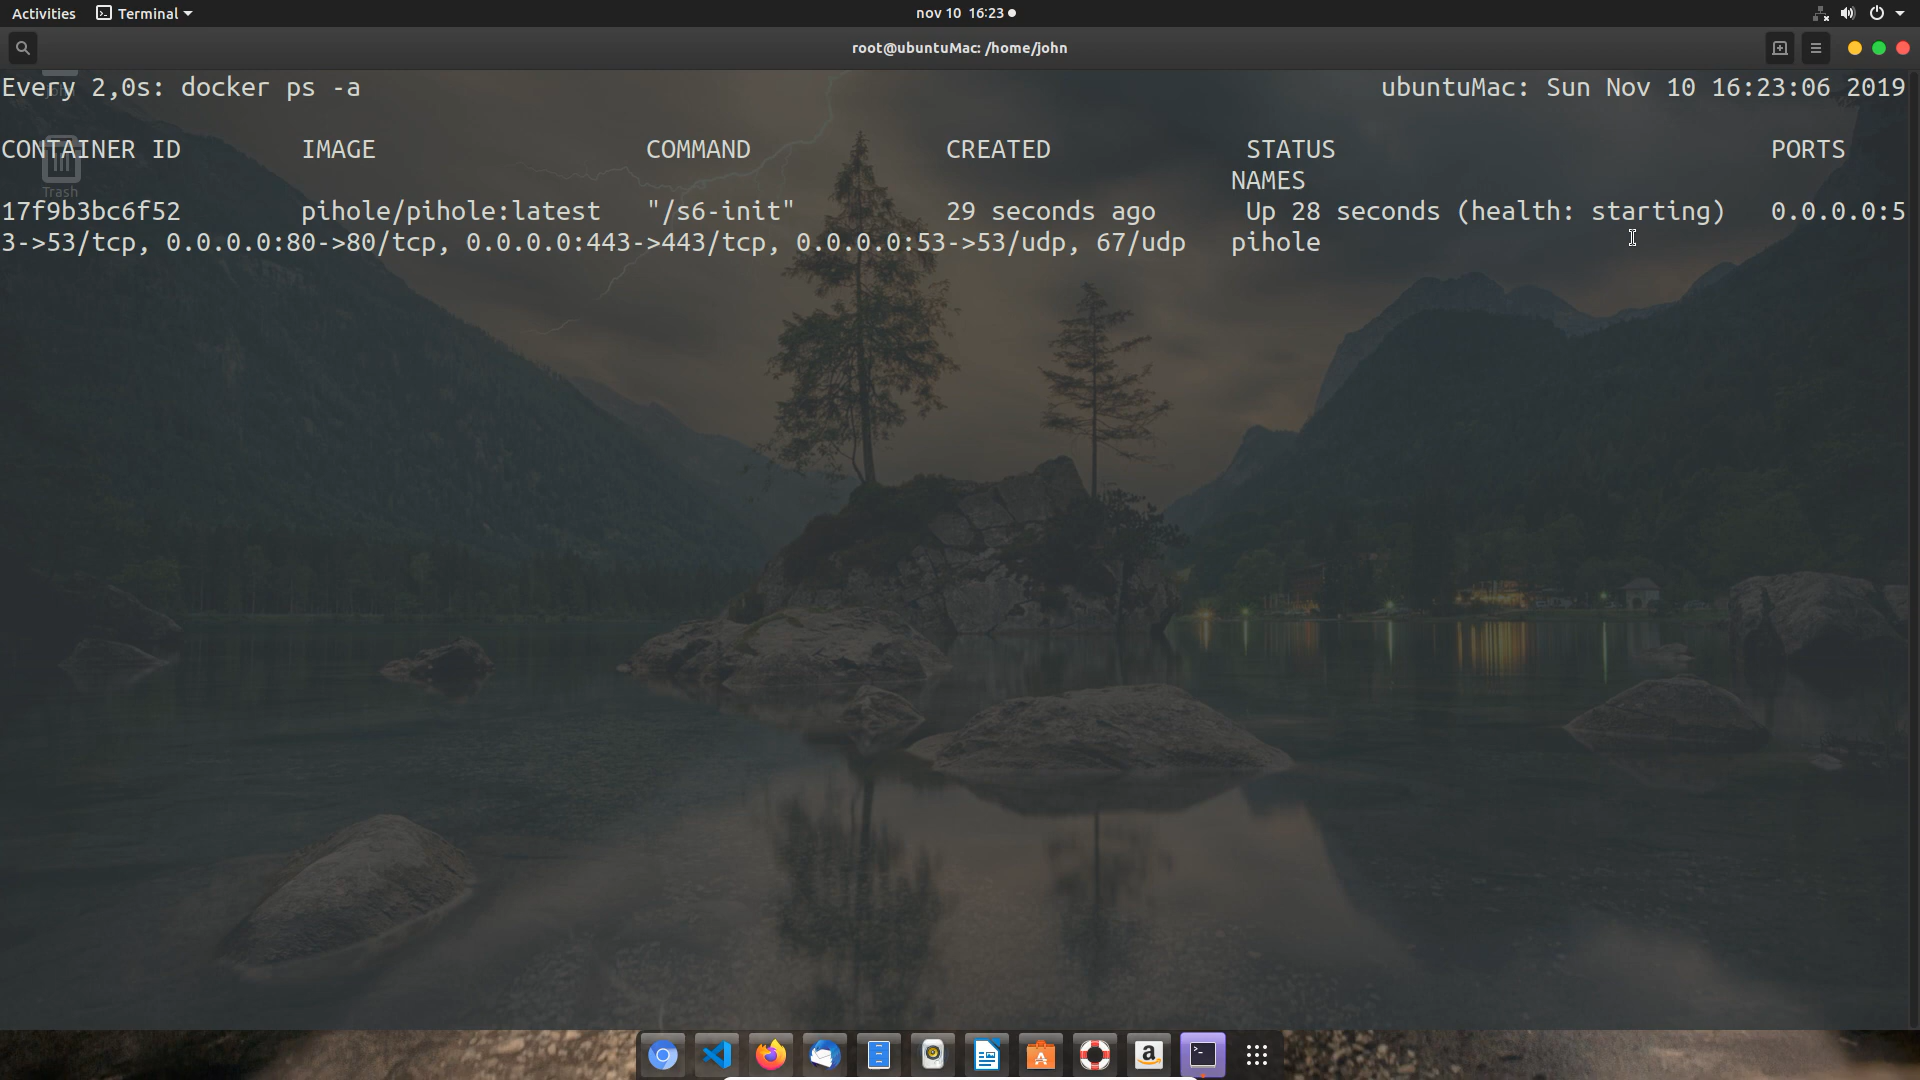 Activities Terminal nov 10 16:23
root@ubuntuMac: /home/john
Every 2,0s: docker ps -a ubuntuMac: Sun Nov 10 16:23:06 2019
CONTAINER ID IMAGE COMMAND CREATED STATUS PORTS
NAMES
Trash
17f9b3bc6f52 pihole/pihole:latest "/s6-init" 29 seconds ago Up 28 seconds (health: starting) 0.0.0.0:5
3->53/tcp, 0.0.0.0:80->80/tcp, 0.0.0.0:443->443/tcp, 0.0.0.0:53->53/udp, 67/udp pihole